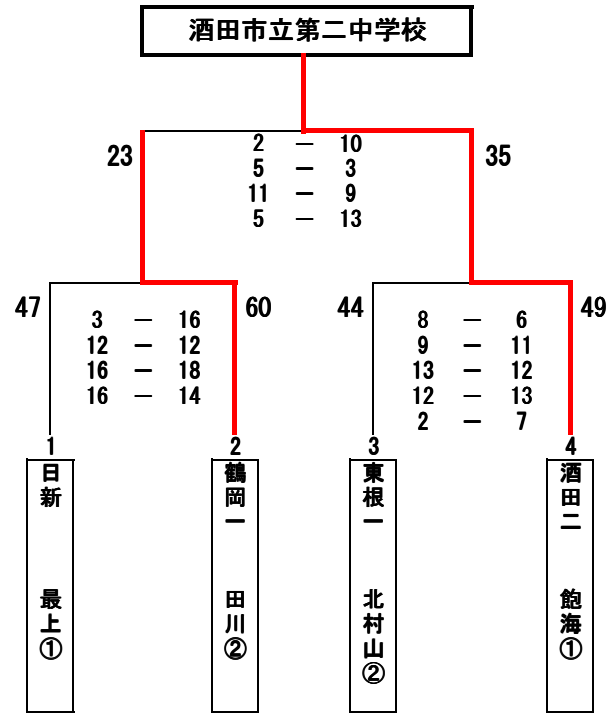 酒田市立第二中学校
23
2 － 10
5 － 3
11 － 9
5 － 13
35
47
3 － 16
12 － 12
16 － 18
16 － 14
60
44
8 － 6
9 － 11
13 － 12
12 － 13
2 － 7
49
1
2
3
4
日新 最上①
鶴岡一 田川②
東根一 北村山②
酒田二 飽海①